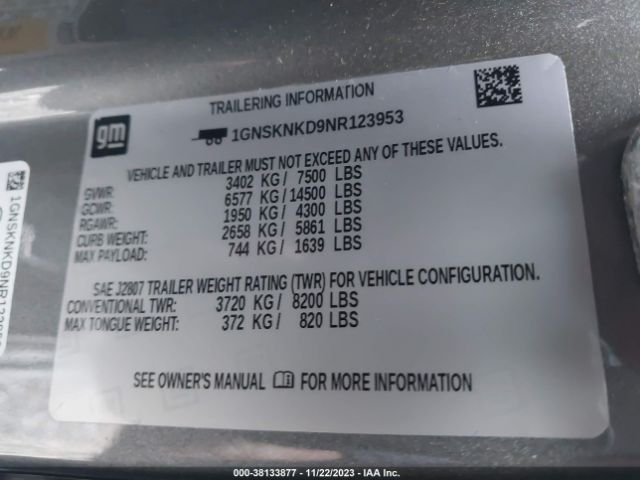 gm
TRAILERING INFORMATION
1GNSKNKD9NR123953
VEHICLE AND TRAILER MUST NOT EXCEED ANY OF THESE VALUES.
GVWR: 3402 KG / 7500 LBS
GCWR: 6577 KG / 14500 LBS
RGAWR: 1950 KG / 4300 LBS
CURB WEIGHT: 2658 KG / 5861 LBS
MAX PAYLOAD: 744 KG / 1639 LBS
SAE J2807 TRAILER WEIGHT RATING (TWR) FOR VEHICLE CONFIGURATION.
CONVENTIONAL TWR: 3720 KG / 8200 LBS
MAX TONGUE WEIGHT: 372 KG / 820 LBS
SEE OWNER'S MANUAL FOR MORE INFORMATION
000-38133877 - 11/22/2023 - IAA Inc.